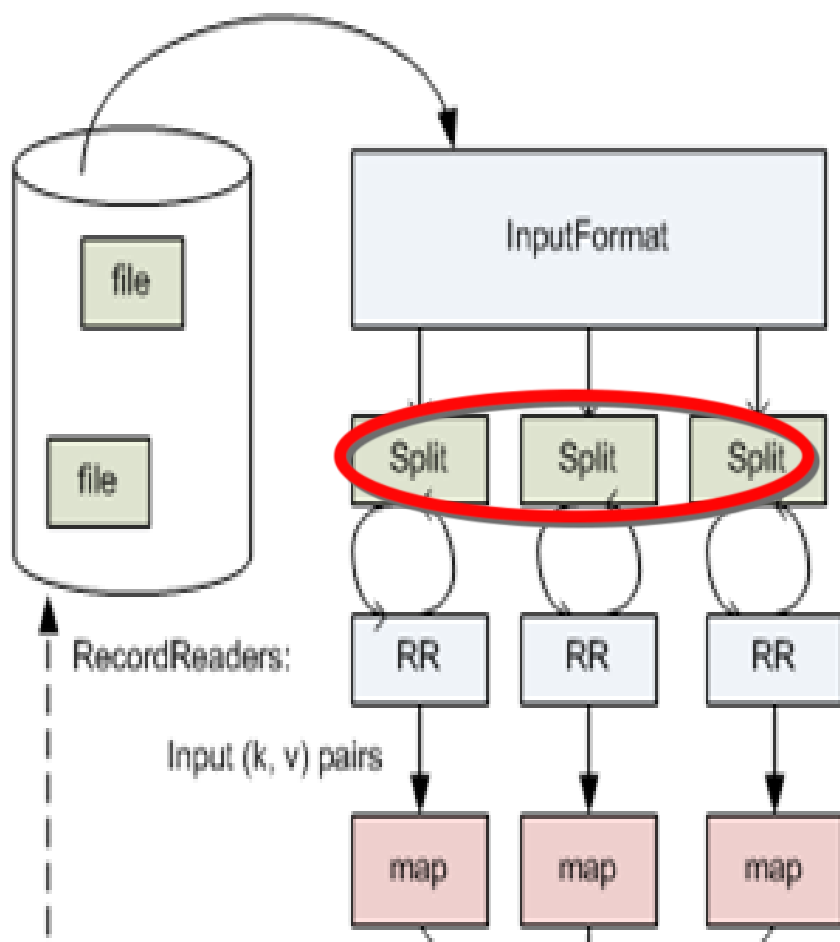 InputFormat
file
file
Split Split Split
RecordReaders: RR RR RR
Input (k, v) pairs
map map map